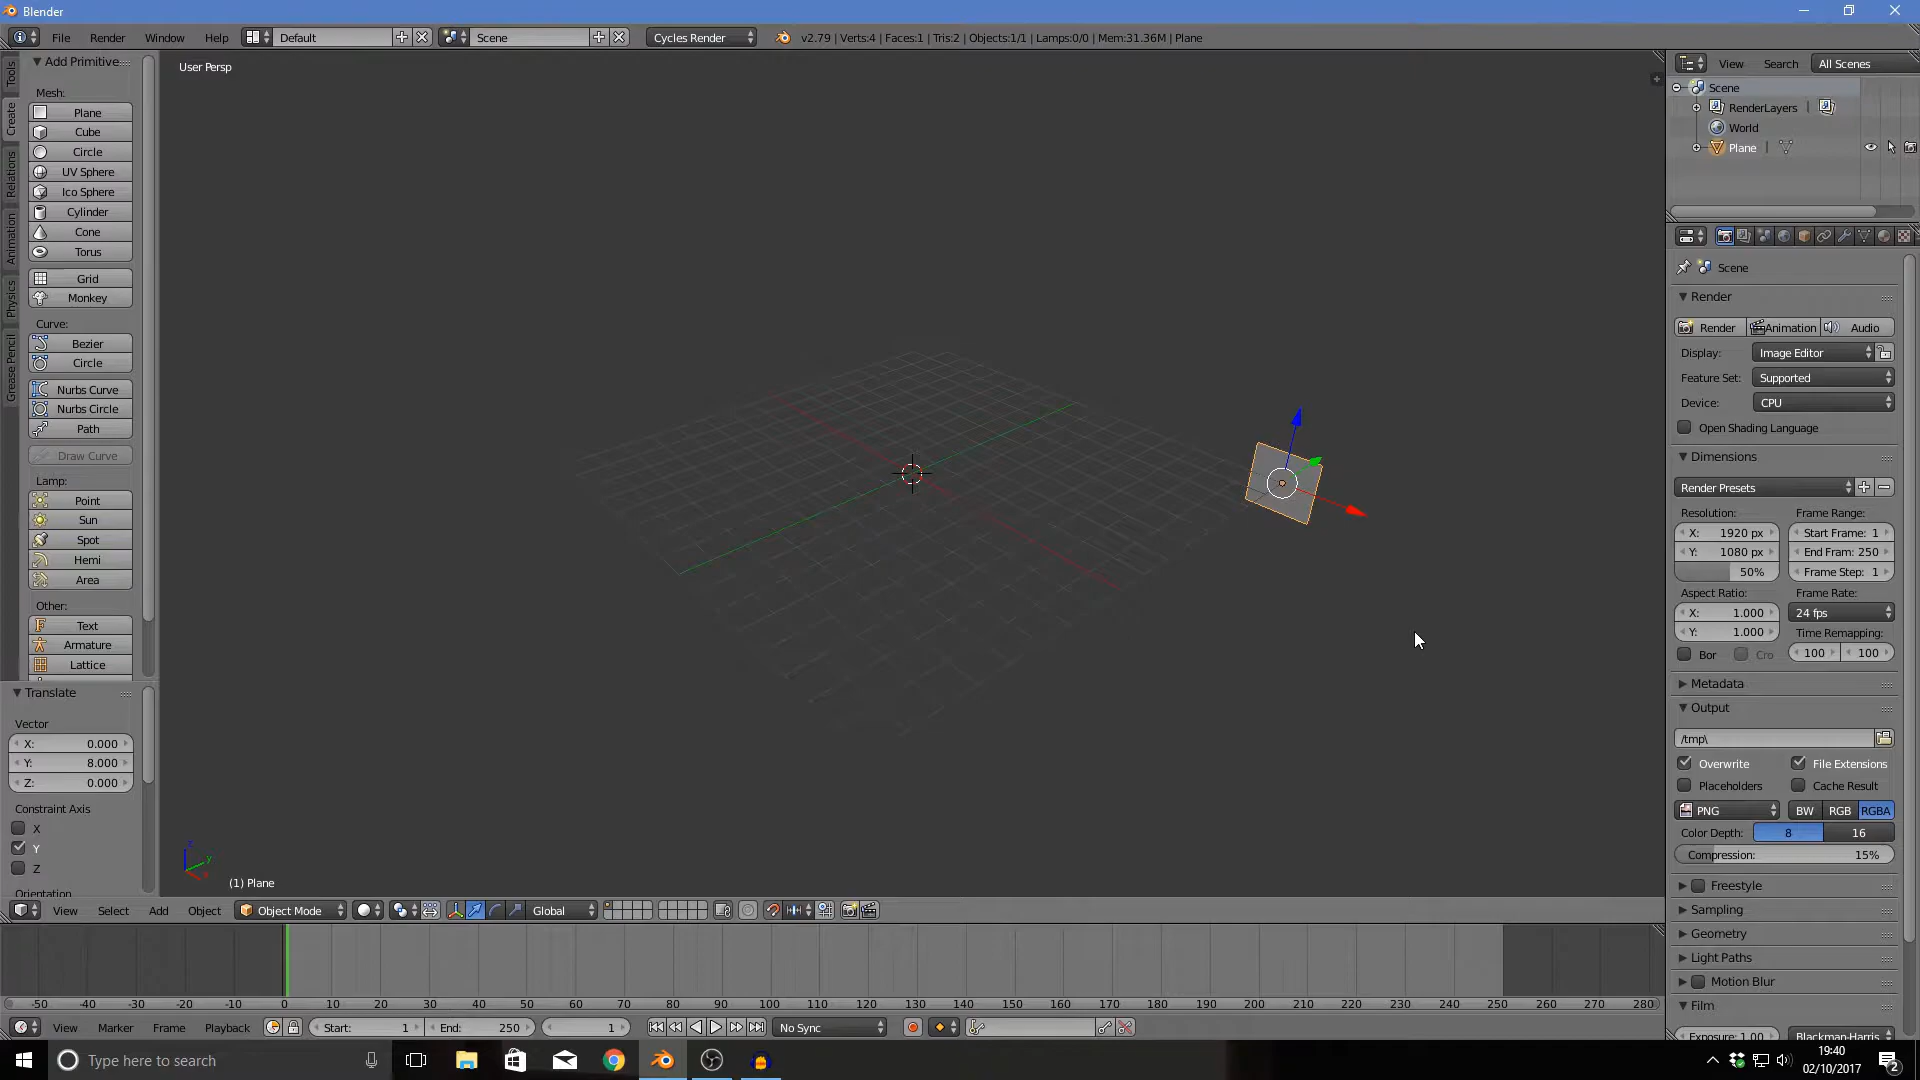 Blender
File Render Window Help Default Scene Cycles Render v2.79 | Verts:4 | Faces:1 | Tris:2 | Objects:1/1 | Lamps:0/0 | Mem:31.36M | Plane
Tools
Create
Relations
Animation
Physics
Grease Pencil
Add Primitive
Mesh:
Plane
Cube
Circle
UV Sphere
Ico Sphere
Cylinder
Cone
Torus
Grid
Monkey
Curve:
Bezier
Circle
Nurbs Curve
Nurbs Circle
Path
Draw Curve
Lamp:
Point
Sun
Spot
Hemi
Area
Other:
Text
Armature
Lattice
Translate
Vector
X: 0.000
Y: 8.000
Z: 0.000
Constraint Axis
X
Y
Z
Orientation
User Persp
z
y
x
(1) Plane
View Select Add Object Object Mode Global
View Search All Scenes
Scene
RenderLayers
World
Plane
Scene
Render
Render Animation Audio
Display: Image Editor
Feature Set: Supported
Device: CPU
Open Shading Language
Dimensions
Render Presets
Resolution: Frame Range:
X: 1920 px Start Frame: 1
Y: 1080 px End Fram: 250
50% Frame Step: 1
Aspect Ratio: Frame Rate:
X: 1.000 24 fps
Y: 1.000 Time Remapping:
Bor Cro 100 100
Metadata
Output
/tmp\
Overwrite File Extensions
Placeholders Cache Result
PNG BW RGB RGBA
Color Depth: 8 16
Compression: 15%
Freestyle
Sampling
Geometry
Light Paths
Motion Blur
Film
Exposure: 1.00 Blackman-Harris
-50 -40 -30 -20 -10 0 10 20 30 40 50 60 70 80 90 100 110 120 130 140 150 160 170 180 190 200 210 220 230 240 250 260 270 280
View Marker Frame Playback Start: 1 End: 250 1 No Sync
Type here to search
19:40
02/10/2017
2